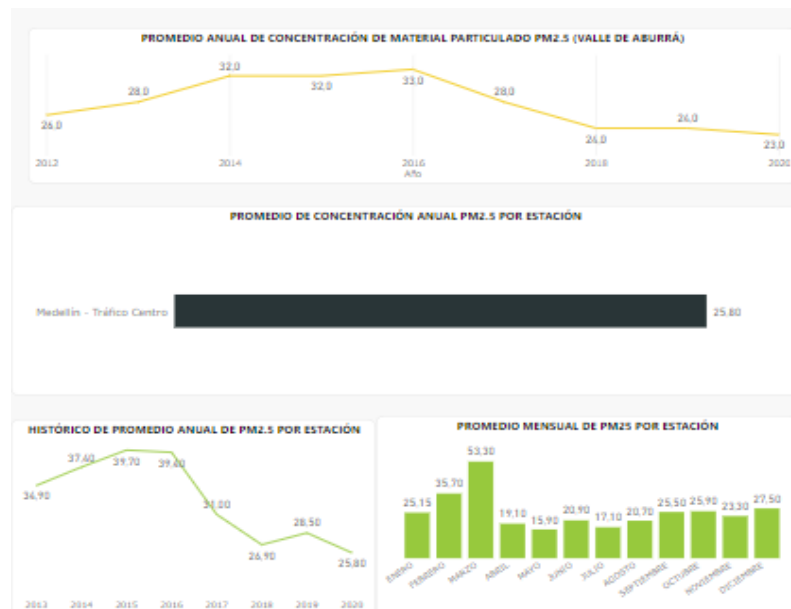 PROMEDIO ANUAL DE CONCENTRACIÓN DE MATERIAL PARTICULADO PM2.5 (VALLE DE ABURRÁ)
26,0
28,0
32,0
32,0
33,0
28,0
24,0
24,0
23,0
2012
2014
2016
2018
2020
Año
PROMEDIO DE CONCENTRACIÓN ANUAL PM2.5 POR ESTACIÓN
Medellín - Tráfico Centro
25,80
HISTÓRICO DE PROMEDIO ANUAL DE PM2.5 POR ESTACIÓN
37,40
39,70
31,00
26,90
28,50
25,80
2013
2014
2015
2016
2017
2018
2019
2020
PROMEDIO MENSUAL DE PM25 POR ESTACIÓN
25,15
35,70
53,30
19,10
15,90
20,90
17,10
20,70
25,50
25,90
23,30
27,50
ENERO
FEBRERO
MARZO
ABRIL
MAYO
JUNIO
JULIO
AGOSTO
SEPTIEMBRE
OCTUBRE
NOVIEMBRE
DICIEMBRE